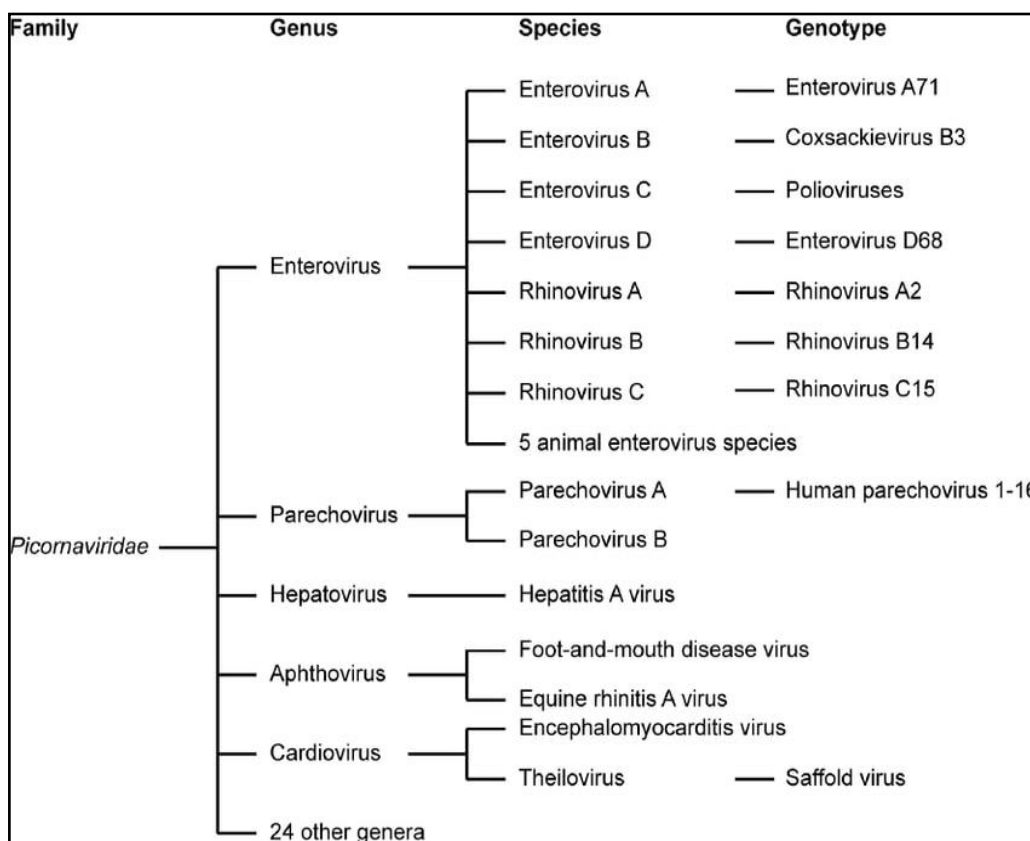 Family Genus Species Genotype
Enterovirus A Enterovirus A71
Enterovirus B Coxsackievirus B3
Enterovirus C Polioviruses
Enterovirus D Enterovirus D68
Enterovirus
Rhinovirus A Rhinovirus A2
Rhinovirus B Rhinovirus B14
Rhinovirus C Rhinovirus C15
5 animal enterovirus species
Parechovirus A Human parechovirus 1-16
Parechovirus
Parechovirus B
Picornaviridae
Hepatovirus Hepatitis A virus
Foot-and-mouth disease virus
Aphthovirus
Equine rhinitis A virus
Encephalomyocarditis virus
Cardiovirus
Theilovirus Saffold virus
24 other genera